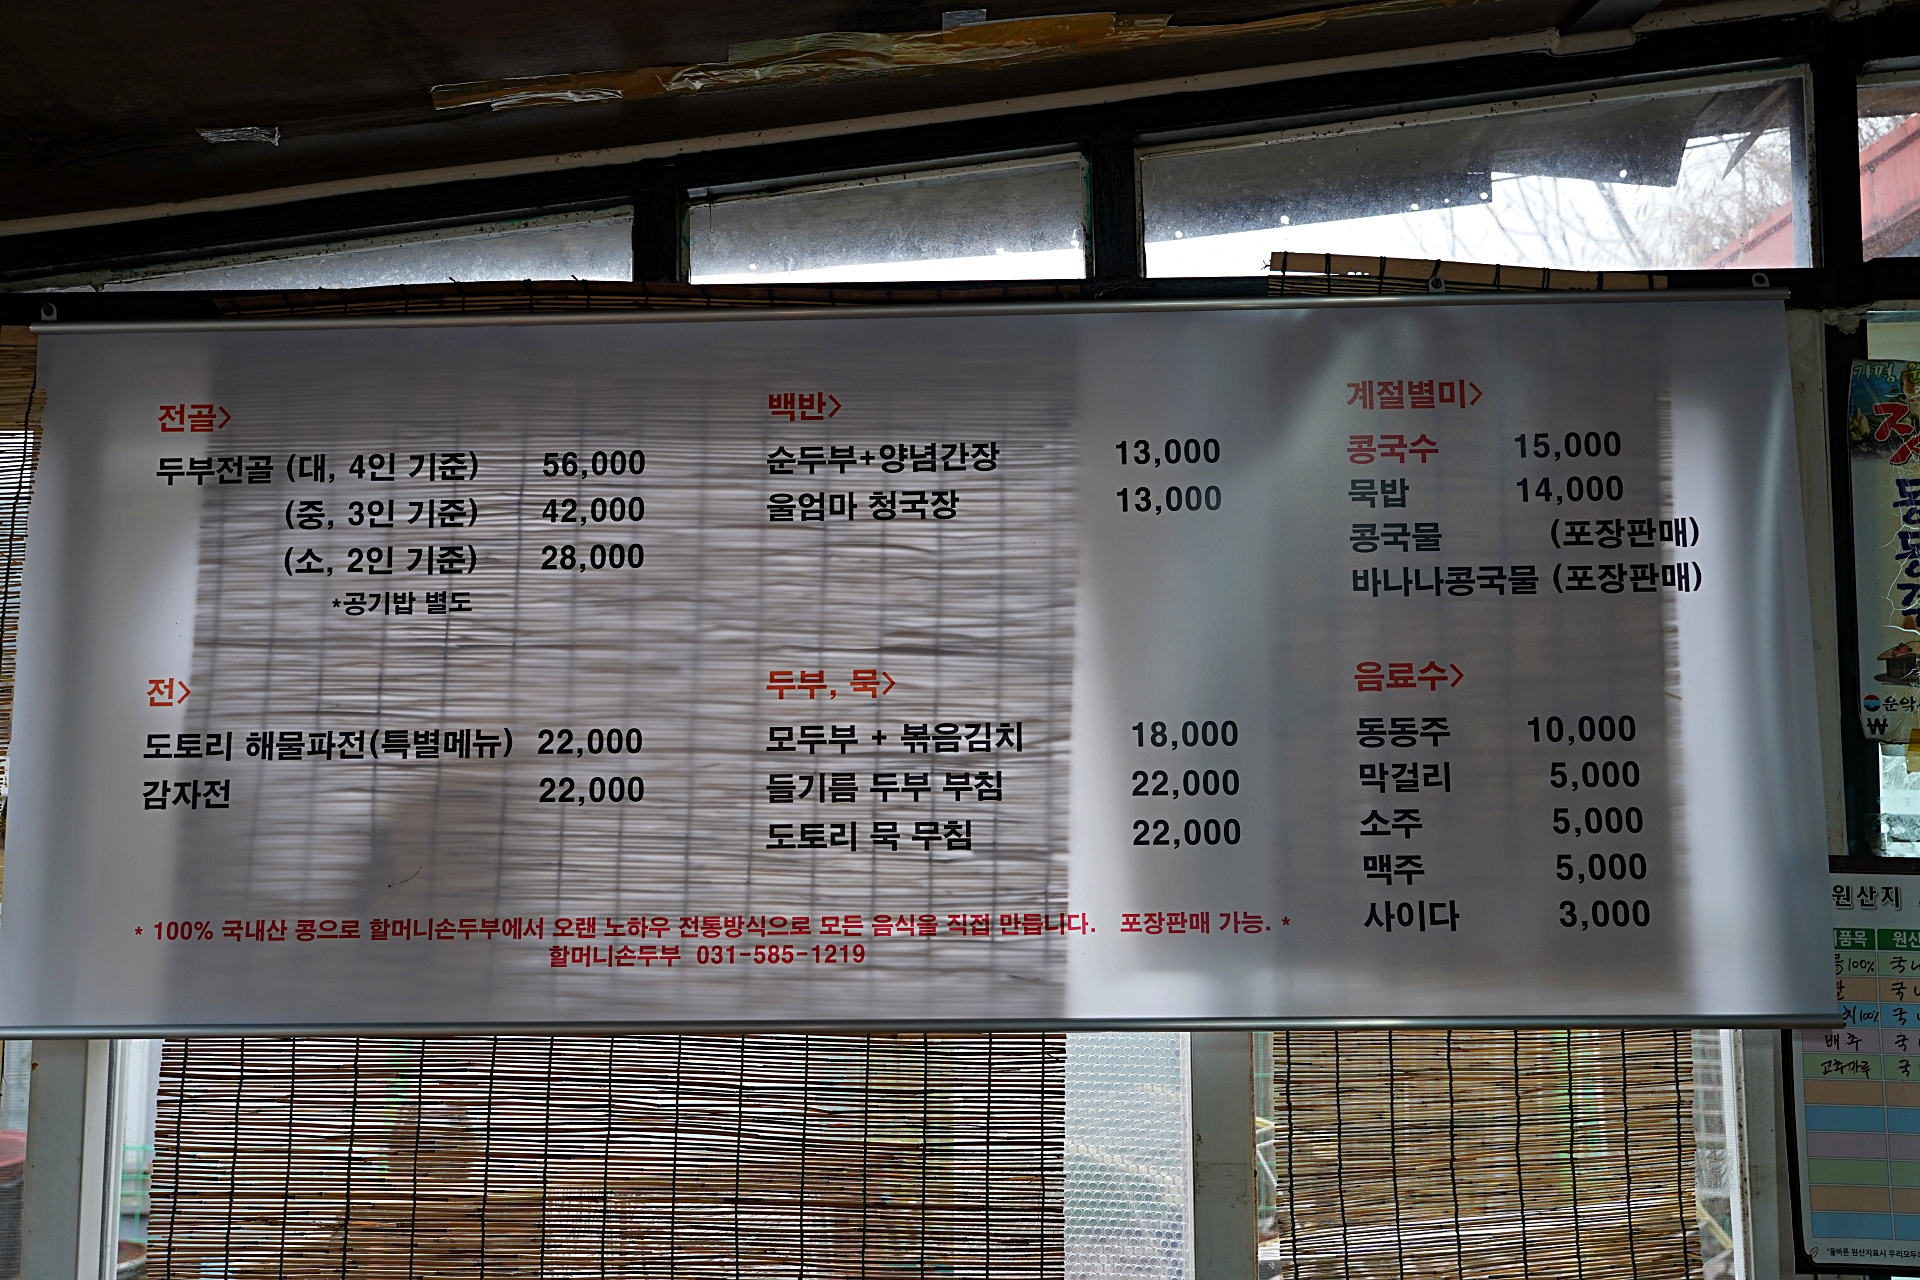 전골>
두부전골 (대, 4인 기준) 56,000
(중, 3인 기준) 42,000
(소, 2인 기준) 28,000
*공기밥 별도
전>
도토리 해물파전(특별메뉴) 22,000
감자전 22,000
백반>
순두부+양념간장 13,000
울엄마 청국장 13,000
두부, 묵>
모두부 + 볶음김치 18,000
들기름 두부 부침 22,000
도토리 묵 무침 22,000
계절별미>
콩국수 15,000
묵밥 14,000
콩국물 (포장판매)
바나나콩국물 (포장판매)
음료수>
동동주 10,000
막걸리 5,000
소주 5,000
맥주 5,000
사이다 3,000
* 100% 국내산 콩으로 할머니손두부에서 오랜 노하우 전통방식으로 모든 음식을 직접 만듭니다. 포장판매 가능. *
할머니손두부 031-585-1219
가평
₩
원산지
품목
100%
배추
고추가루